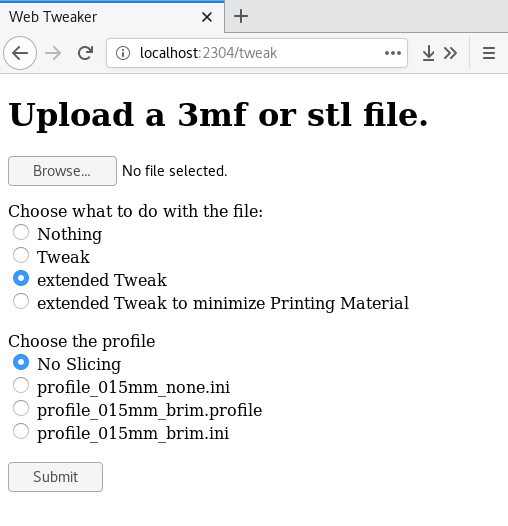 Web Tweaker
localhost:2304/tweak
Upload a 3mf or stl file.
Browse... No file selected.
Choose what to do with the file:
Nothing
Tweak
extended Tweak
extended Tweak to minimize Printing Material
Choose the profile
No Slicing
profile_015mm_none.ini
profile_015mm_brim.profile
profile_015mm_brim.ini
Submit